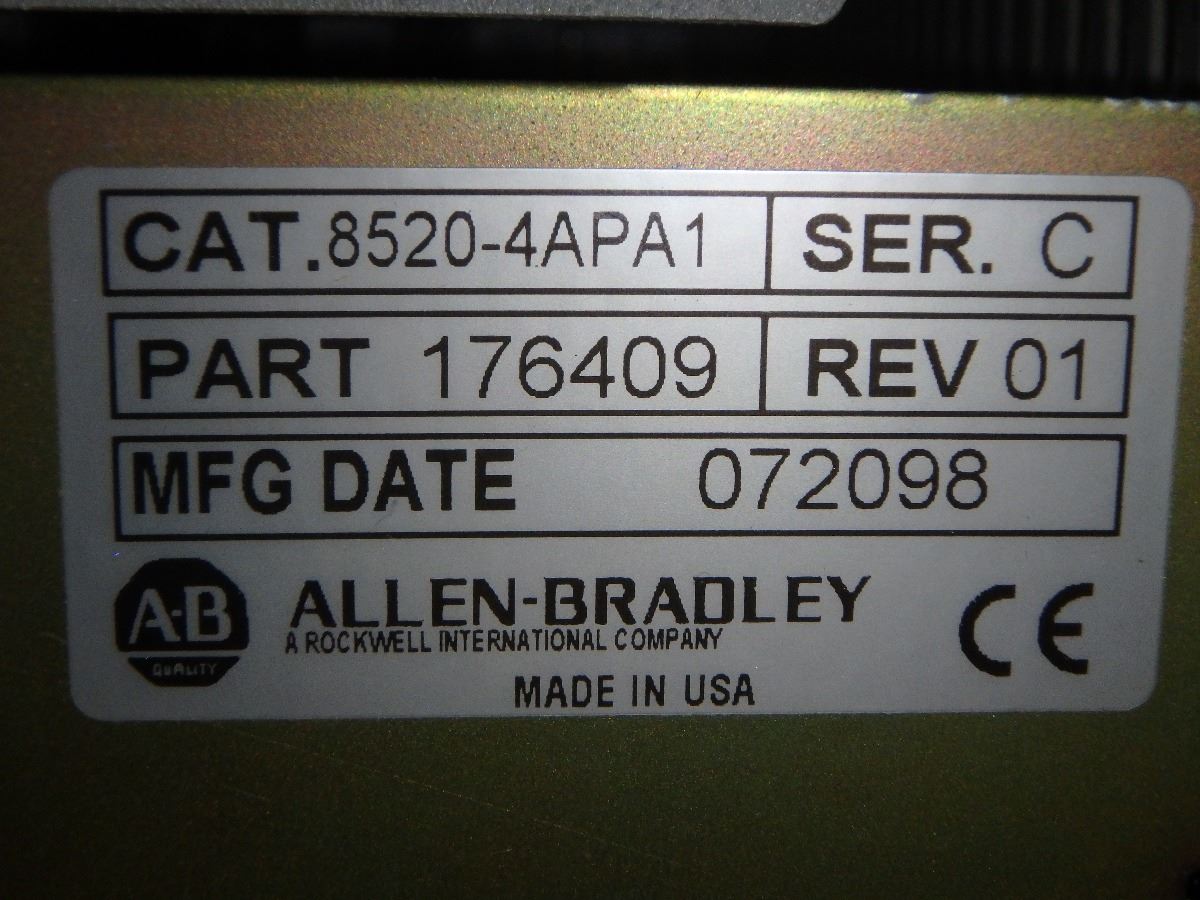 CAT. 8520-4APA1 SER. C
PART 176409 REV 01
MFG DATE 072098
A-B
QUALITY
ALLEN-BRADLEY
A ROCKWELL INTERNATIONAL COMPANY
CE
MADE IN USA